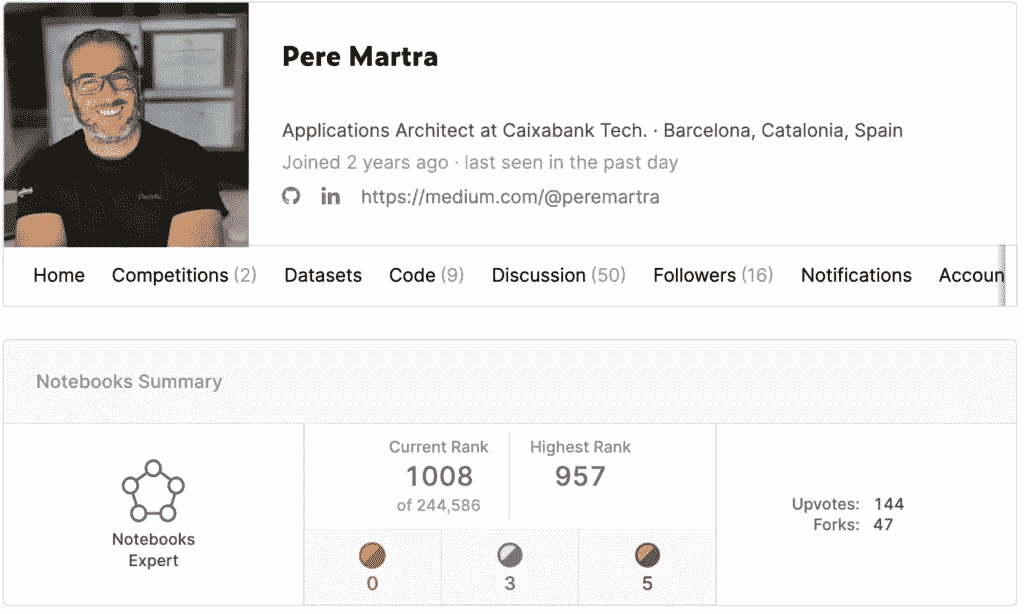 Pere Martra
Applications Architect at Caixabank Tech. · Barcelona, Catalonia, Spain
Joined 2 years ago · last seen in the past day
in https://medium.com/@peremartra
Home Competitions (2) Datasets Code (9) Discussion (50) Followers (16) Notifications Accoun
Notebooks Summary
Notebooks
Expert
Current Rank
1008
of 244,586
Highest Rank
957
0
3
5
Upvotes: 144
Forks: 47